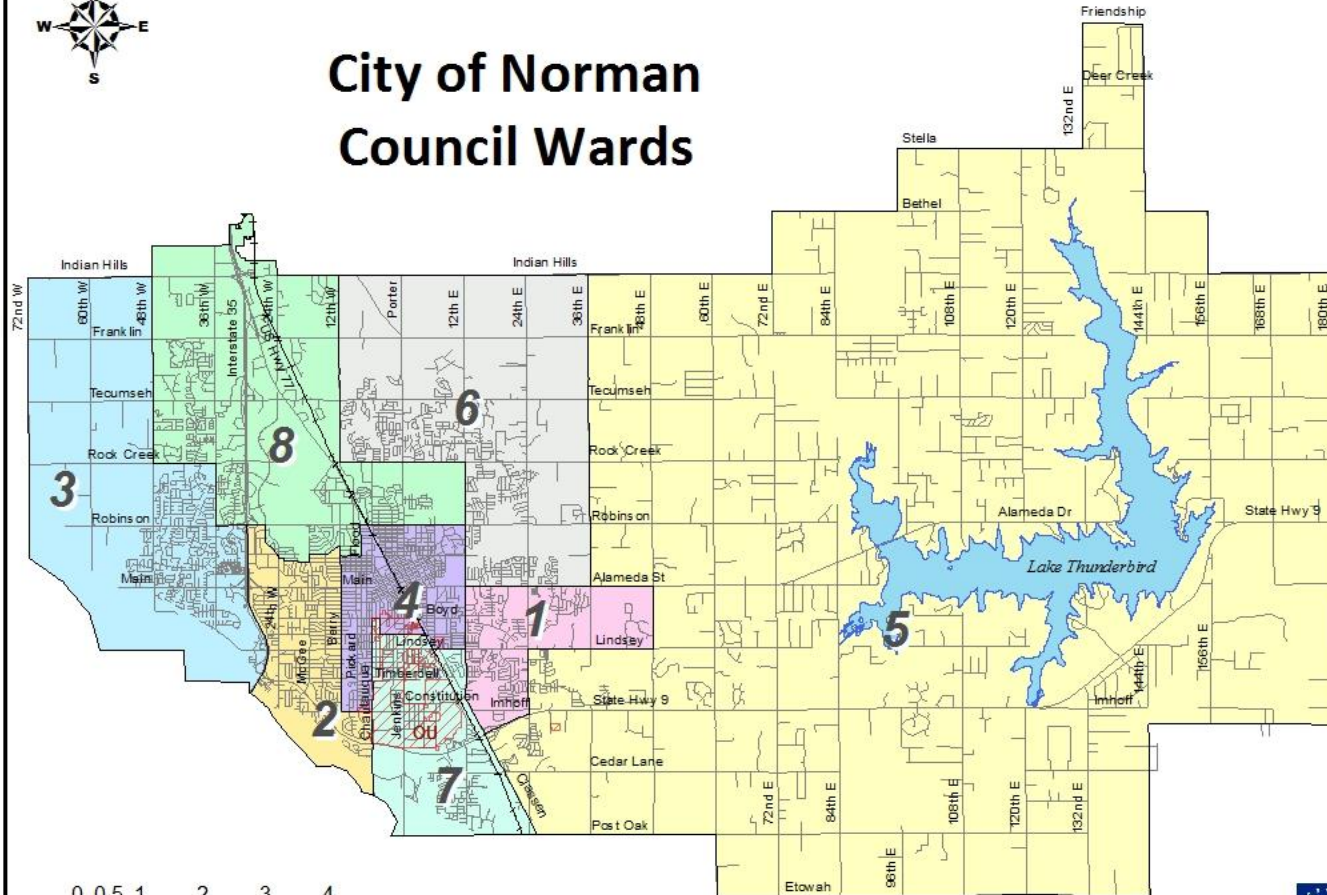 W E
S
City of Norman
Council Wards
Friendship
Deer Creek
132nd E
Stella
Bethel
Indian Hills
Indian Hills
72nd W
60th W
48th W
36th W
Interstate 35
US Hwy 77
24th W
12th W
Porter
12th E
24th E
36th E
48th E
60th E
72nd E
84th E
108th E
120th E
144th E
156th E
168th E
180th E
Franklin
Franklin
Tecumseh
Tecumseh
6
Rock Creek
8
Rock Creek
3
Robinson
Flood
Robinson
Alameda Dr
State Hwy 9
Main
Main
Alameda St
Lake Thunderbird
24th W
McGee
Berry
Pickard
4
Boyd
1
Lindsey
Lindsey
5
156th E
144th E
Timberdell
Chautauqua
Jenkins
Constitution
Imhoff
State Hwy 9
Imhoff
2
OU
Cedar Lane
7
Classen
72nd E
84th E
108th E
120th E
132nd E
Post Oak
96th E
Etowah
0 0.5 1 2 3 4